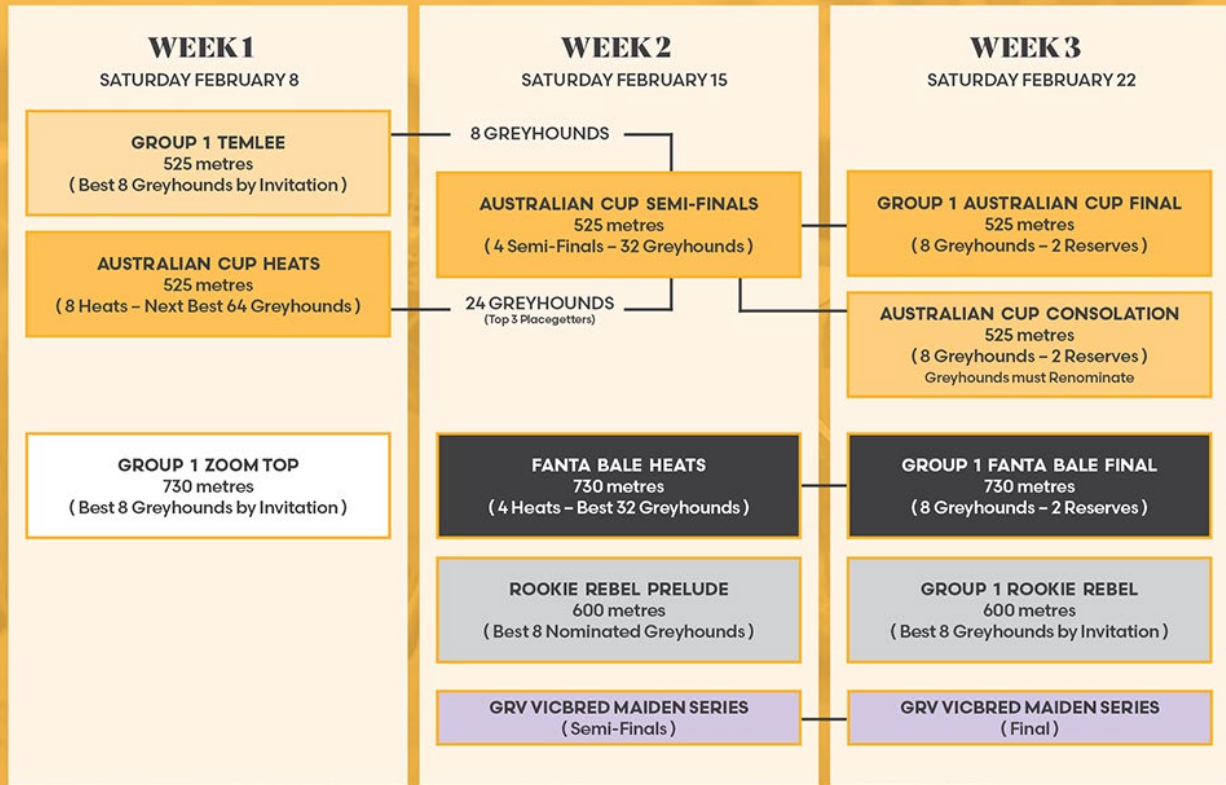 WEEK 1
SATURDAY FEBRUARY 8
GROUP 1 TEMLEE
525 metres
( Best 8 Greyhounds by Invitation )
AUSTRALIAN CUP HEATS
525 metres
( 8 Heats – Next Best 64 Greyhounds )
GROUP 1 ZOOM TOP
730 metres
( Best 8 Greyhounds by Invitation )
WEEK 2
SATURDAY FEBRUARY 15
8 GREYHOUNDS
AUSTRALIAN CUP SEMI-FINALS
525 metres
( 4 Semi-Finals – 32 Greyhounds )
24 GREYHOUNDS
(Top 3 Placegetters)
FANTA BALE HEATS
730 metres
( 4 Heats – Best 32 Greyhounds )
ROOKIE REBEL PRELUDE
600 metres
( Best 8 Nominated Greyhounds )
GRV VICBRED MAIDEN SERIES
( Semi-Finals )
WEEK 3
SATURDAY FEBRUARY 22
GROUP 1 AUSTRALIAN CUP FINAL
525 metres
( 8 Greyhounds – 2 Reserves )
AUSTRALIAN CUP CONSOLATION
525 metres
( 8 Greyhounds – 2 Reserves )
Greyhounds must Renominate
GROUP 1 FANTA BALE FINAL
730 metres
( 8 Greyhounds – 2 Reserves )
GROUP 1 ROOKIE REBEL
600 metres
( Best 8 Greyhounds by Invitation )
GRV VICBRED MAIDEN SERIES
( Final )